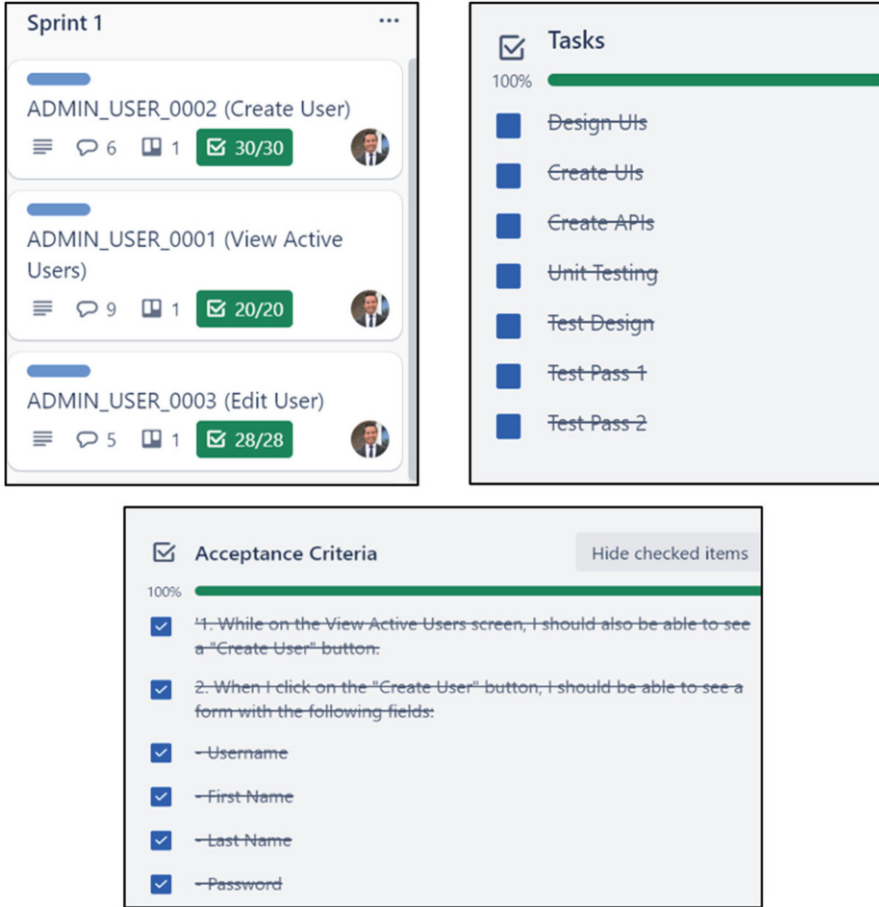 Sprint 1
ADMIN_USER_0002 (Create User)
6 1 30/30
ADMIN_USER_0001 (View Active
Users)
9 1 20/20
ADMIN_USER_0003 (Edit User)
5 1 28/28
Tasks
100%
Design UIs
Create UIs
Create APIs
Unit Testing
Test Design
Test Pass 1
Test Pass 2
Acceptance Criteria
Hide checked items
100%
'1. While on the View Active Users screen, I should also be able to see
a "Create User" button.
2. When I click on the "Create User" button, I should be able to see a
form with the following fields:
- Username
- First Name
- Last Name
- Password